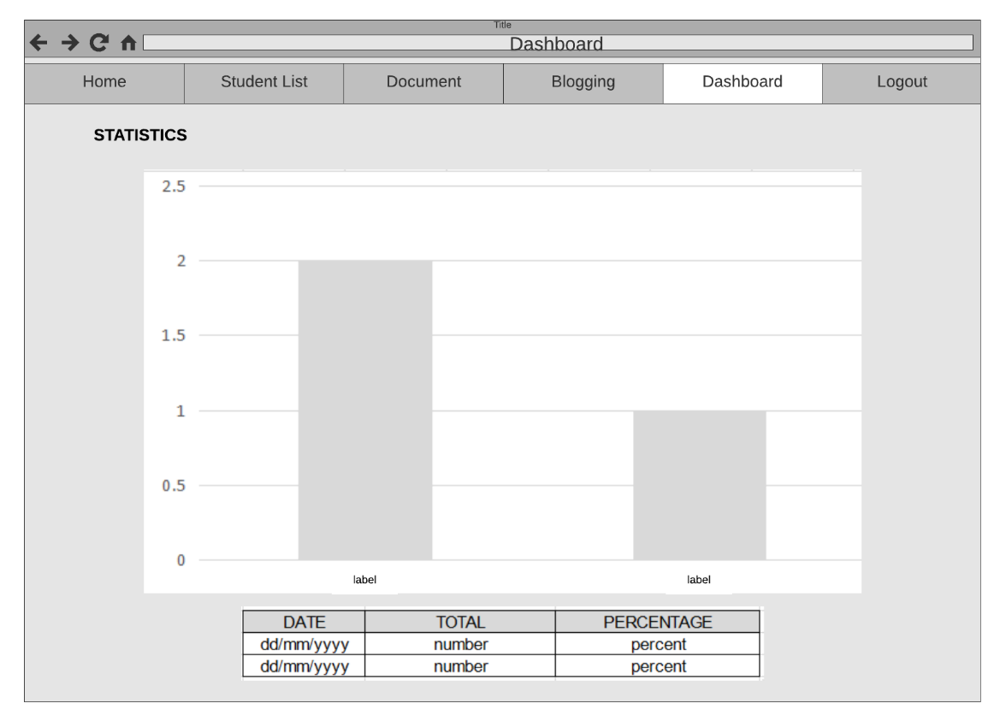 Title
Dashboard
Home Student List Document Blogging Dashboard Logout
STATISTICS
2.5
2
1.5
1
0.5
0
label label
DATE TOTAL PERCENTAGE
dd/mm/yyyy number percent
dd/mm/yyyy number percent